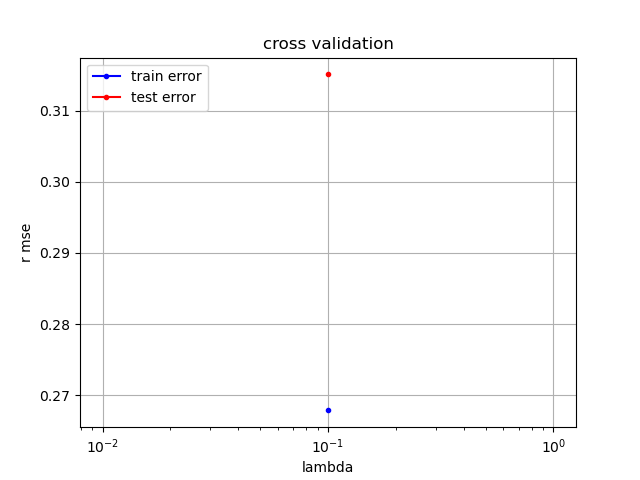 cross validation
train error
test error
0.31
0.30
0.29
0.28
0.27
r mse
10⁻²
10⁻¹
10⁰
lambda